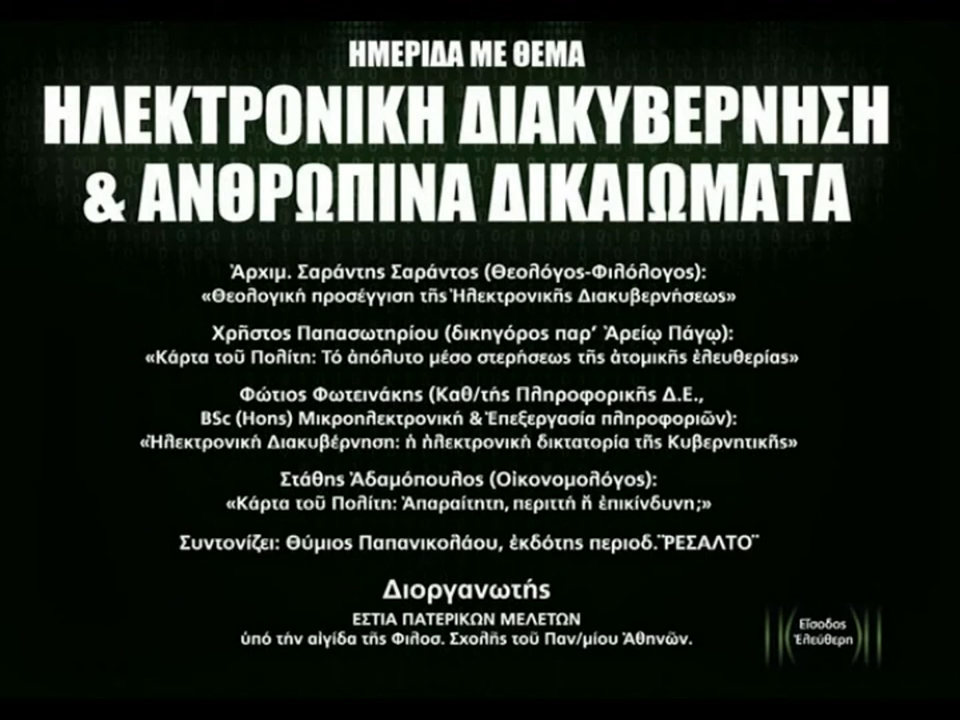 ΗΜΕΡΙΔΑ ΜΕ ΘΕΜΑ
ΗΛΕΚΤΡΟΝΙΚΗ ΔΙΑΚΥΒΕΡΝΗΣΗ
& ΑΝΘΡΩΠΙΝΑ ΔΙΚΑΙΩΜΑΤΑ
Ἀρχιμ. Σαράντης Σαράντος (Θεολόγος-Φιλόλογος):
«Θεολογική προσέγγιση τῆς Ἠλεκτρονικῆς Διακυβερνήσεως»
Χρῆστος Παπασωτηρίου (δικηγόρος παρ' Ἀρείῳ Πάγῳ):
«Κάρτα τοῦ Πολίτη: Τό ἀπόλυτο μέσο στερήσεως τῆς ἀτομικῆς ἐλευθερίας»
Φώτιος Φωτεινάκης (Καθ/τής Πληροφορικῆς Δ.Ε.,
BSc (Hons) Μικροηλεκτρονική & Ἐπεξεργασία πληροφοριῶν):
«Ἠλεκτρονική Διακυβέρνηση: ἡ ἠλεκτρονική δικτατορία τῆς Κυβερνητικῆς»
Στάθης Ἀδαμόπουλος (Οἰκονομολόγος):
«Κάρτα τοῦ Πολίτη: Ἀπαραίτητη, περιττή ἤ ἐπικίνδυνη;»
Συντονίζει: Θύμιος Παπανικολάου, ἐκδότης περιοδ. ¨ΡΕΣΑΛΤΟ¨
Διοργανωτής
ΕΣΤΙΑ ΠΑΤΕΡΙΚΩΝ ΜΕΛΕΤΩΝ
ὑπό τήν αἰγίδα τῆς Φιλοσ. Σχολῆς τοῦ Παν/μίου Ἀθηνῶν.
Εἴσοδος
Ἐλεύθερη